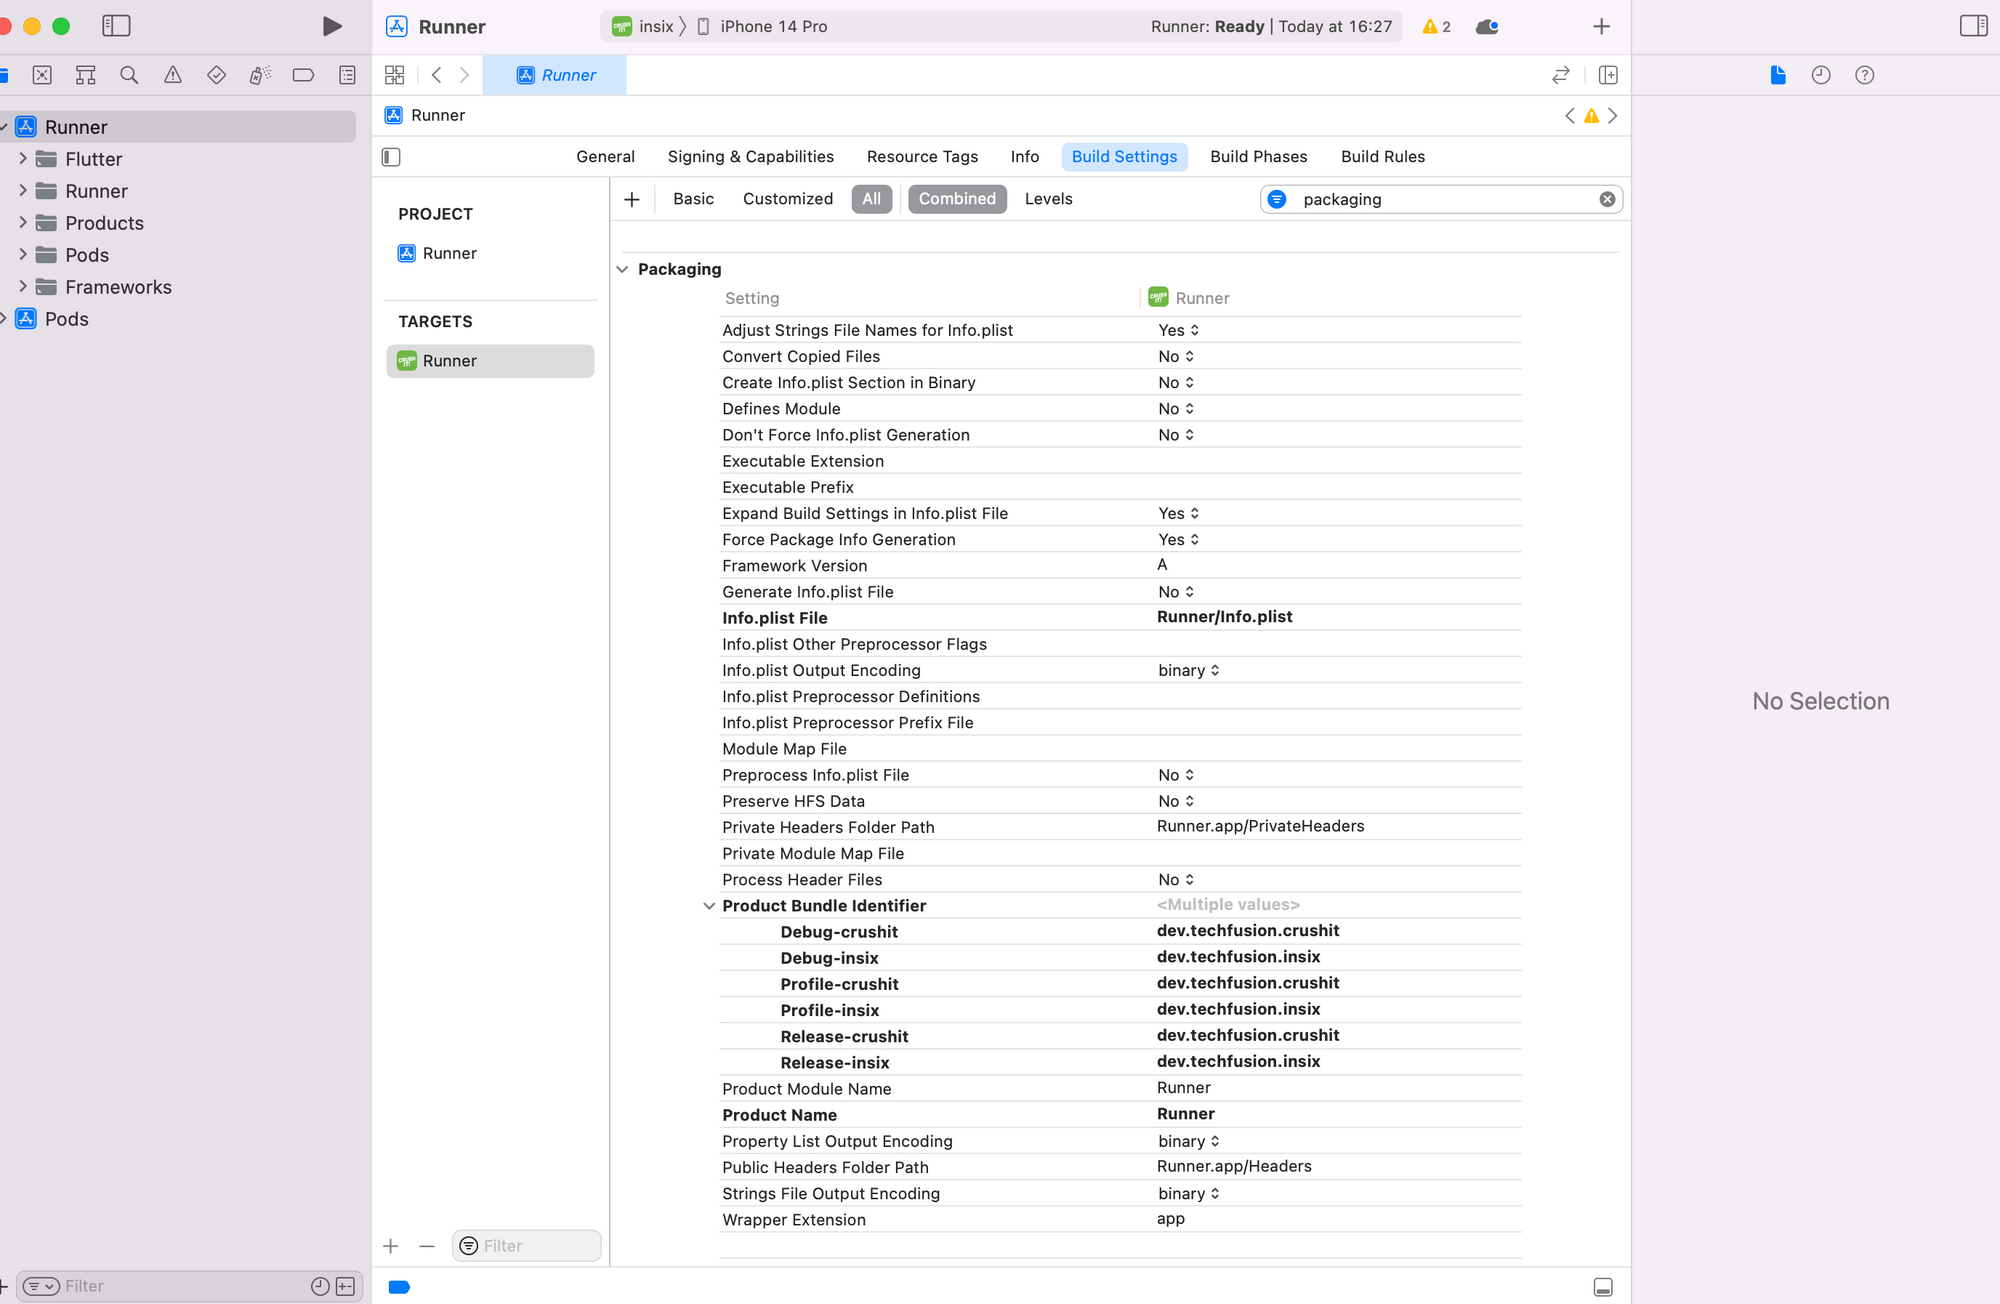 Runner
insix
iPhone 14 Pro
Runner: Ready | Today at 16:27
2
Runner
Runner
Flutter
Runner
Products
Pods
Frameworks
Pods
Runner
General
Signing & Capabilities
Resource Tags
Info
Build Settings
Build Phases
Build Rules
Basic
Customized
All
Combined
Levels
packaging
PROJECT
Runner
TARGETS
Runner
Packaging
Setting Runner
Adjust Strings File Names for Info.plist Yes
Convert Copied Files No
Create Info.plist Section in Binary No
Defines Module No
Don't Force Info.plist Generation No
Executable Extension
Executable Prefix
Expand Build Settings in Info.plist File Yes
Force Package Info Generation Yes
Framework Version A
Generate Info.plist File No
Info.plist File Runner/Info.plist
Info.plist Other Preprocessor Flags
Info.plist Output Encoding binary
Info.plist Preprocessor Definitions
Info.plist Preprocessor Prefix File
Module Map File
Preprocess Info.plist File No
Preserve HFS Data No
Private Headers Folder Path Runner.app/PrivateHeaders
Private Module Map File
Process Header Files No
Product Bundle Identifier <Multiple values>
Debug-crushit dev.techfusion.crushit
Debug-insix dev.techfusion.insix
Profile-crushit dev.techfusion.crushit
Profile-insix dev.techfusion.insix
Release-crushit dev.techfusion.crushit
Release-insix dev.techfusion.insix
Product Module Name Runner
Product Name Runner
Property List Output Encoding binary
Public Headers Folder Path Runner.app/Headers
Strings File Output Encoding binary
Wrapper Extension app
No Selection
Filter
Filter